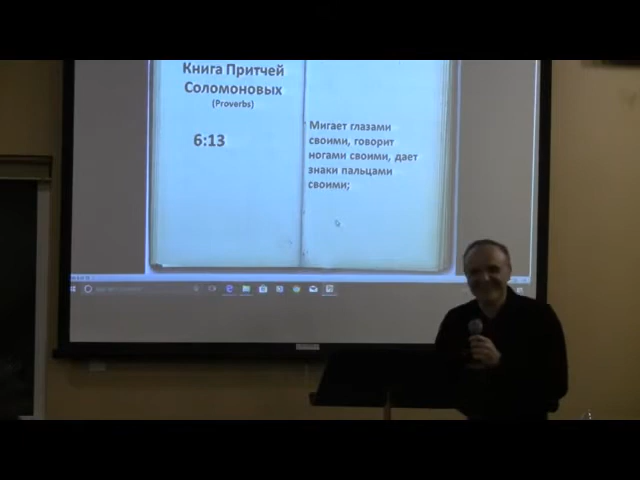 Книга Притчей
Соломоновых
(Proverbs)
6:13
Мигает глазами
своими, говорит
ногами своими, дает
знаки пальцами
своими;